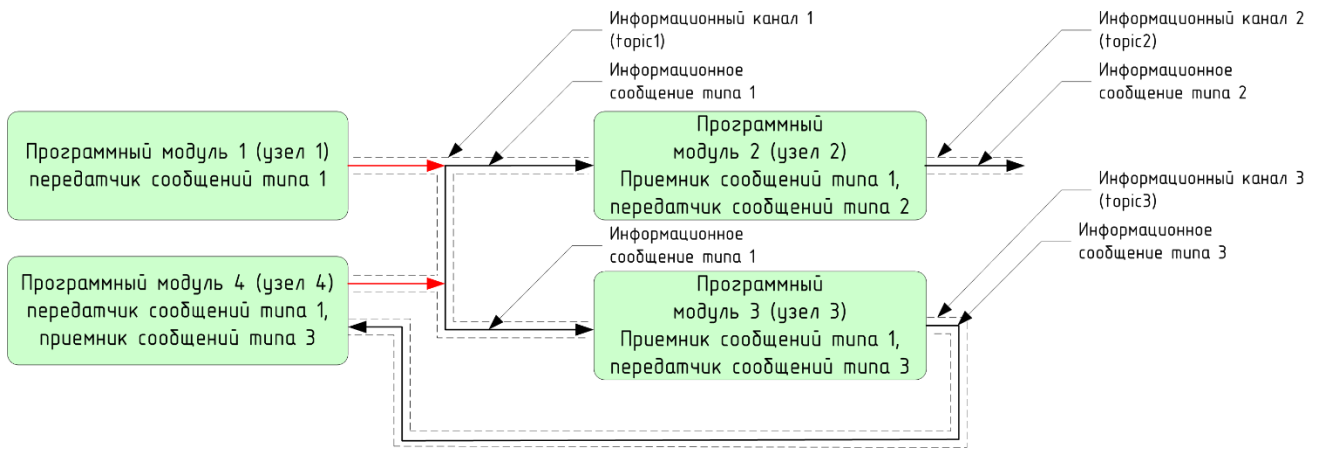 Информационный канал 1
(topic1)
Информационное
сообщение типа 1
Информационный канал 2
(topic2)
Информационное
сообщение типа 2
Программный модуль 1 (узел 1)
передатчик сообщений типа 1
Программный
модуль 2 (узел 2)
Приемник сообщений типа 1,
передатчик сообщений типа 2
Информационный канал 3
(topic3)
Информационное
сообщение типа 3
Информационное
сообщение типа 1
Программный модуль 4 (узел 4)
передатчик сообщений типа 1,
приемник сообщений типа 3
Программный
модуль 3 (узел 3)
Приемник сообщений типа 1,
передатчик сообщений типа 3